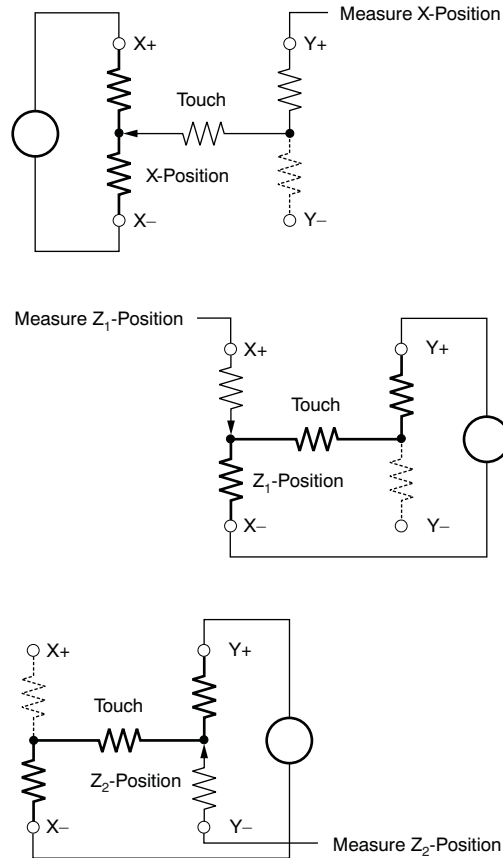 Measure X-Position
X+ Y+
Touch
X-Position
X– Y–
Measure Z₁-Position
X+ Y+
Touch
Z₁-Position
X– Y–
X+ Y+
Touch
Z₂-Position
X– Y–
Measure Z₂-Position